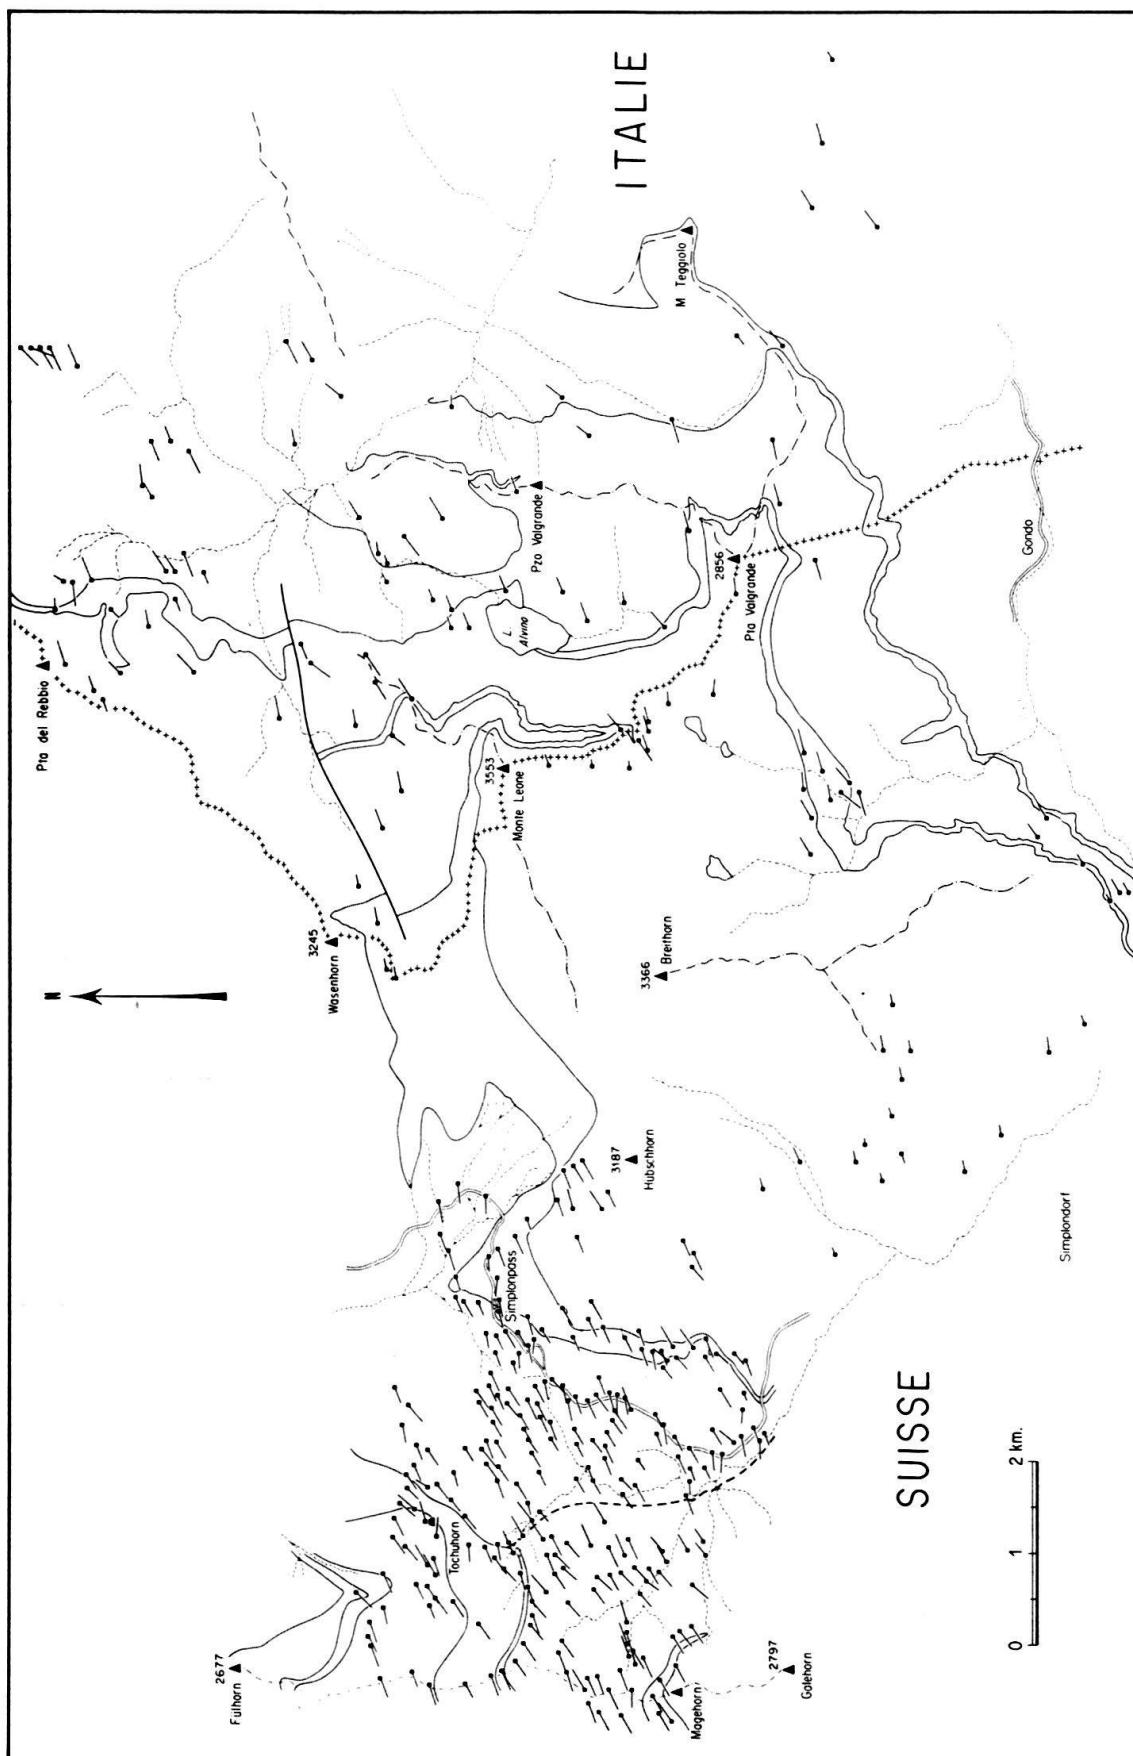 N
ITALIE
SUISSE
Pta del Rebbio
3245
Wasenhorn
3553
Monte Leone
L.
Alvino
Pzo Valgrande
M Teggiolo
2856
Pta Valgrande
3366
Breithorn
Gondo
3187
Hübschhorn
Simplonpass
Simplondorf
2677
Fülhorn
Tochuhorn
Magehorn
2797
Galehorn
0 1 2 km.